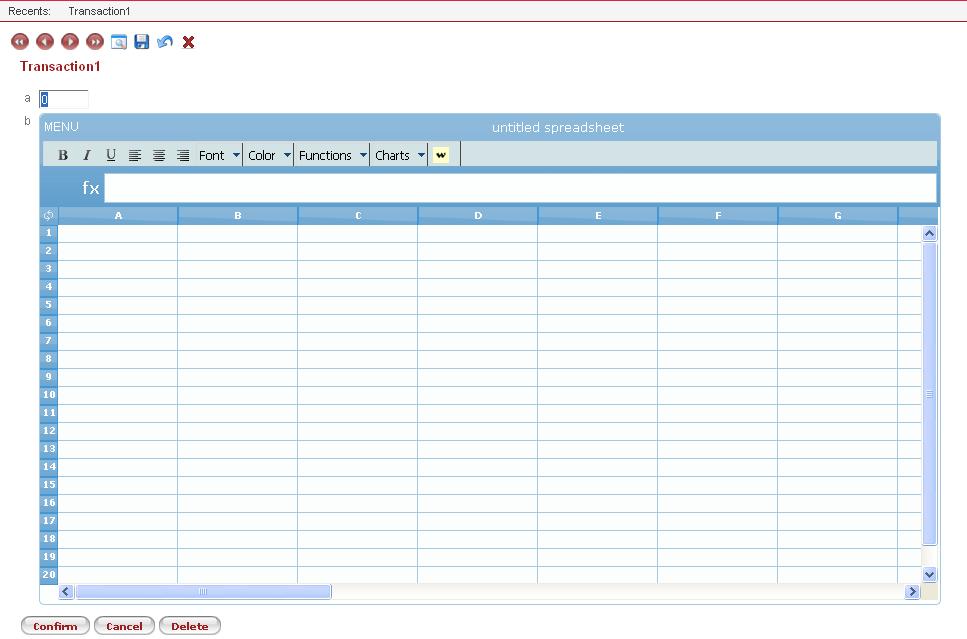 Recents: Transaction1
Transaction1
a 0
b
MENU untitled spreadsheet
B I U Font Color Functions Charts w
fx
A B C D E F G
1
2
3
4
5
6
7
8
9
10
11
12
13
14
15
16
17
18
19
20
Confirm Cancel Delete